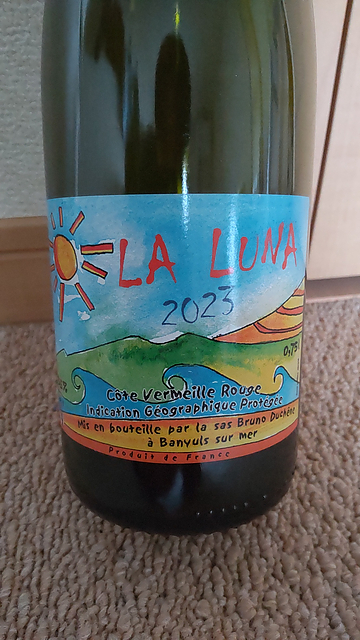 LA LUNA
2023
0,75
Côte Vermeille Rouge
Indication Géographique Protégée
Mis en bouteille par la sas Bruno Duchêne
à Banyuls sur mer
Produit de France